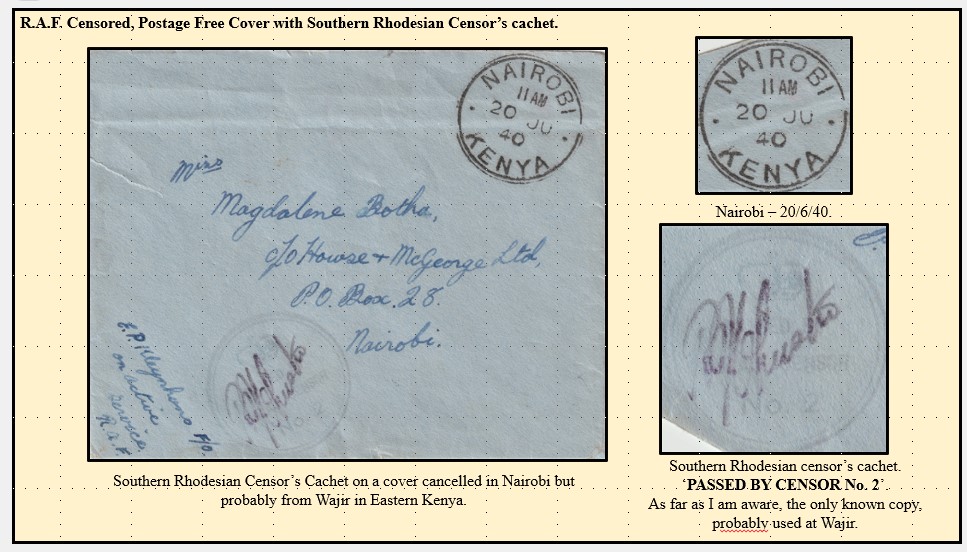 R.A.F. Censored, Postage Free Cover with Southern Rhodesian Censor's cachet.
NAIROBI
11 AM
20 JU
40
KENYA
Miss
Magdalene Botha,
c/o Howse + McGeorge Ltd,
P.O. Box 28.
Nairobi.
E.P. Kleynhans F/O.
on active
service
R.A.F
No 2
Southern Rhodesian Censor's Cachet on a cover cancelled in Nairobi but
probably from Wajir in Eastern Kenya.
NAIROBI
11 AM
20 JU
40
KENYA
Nairobi – 20/6/40.
No 2
Southern Rhodesian censor's cachet.
'PASSED BY CENSOR No. 2'.
As far as I am aware, the only known copy,
probably used at Wajir.